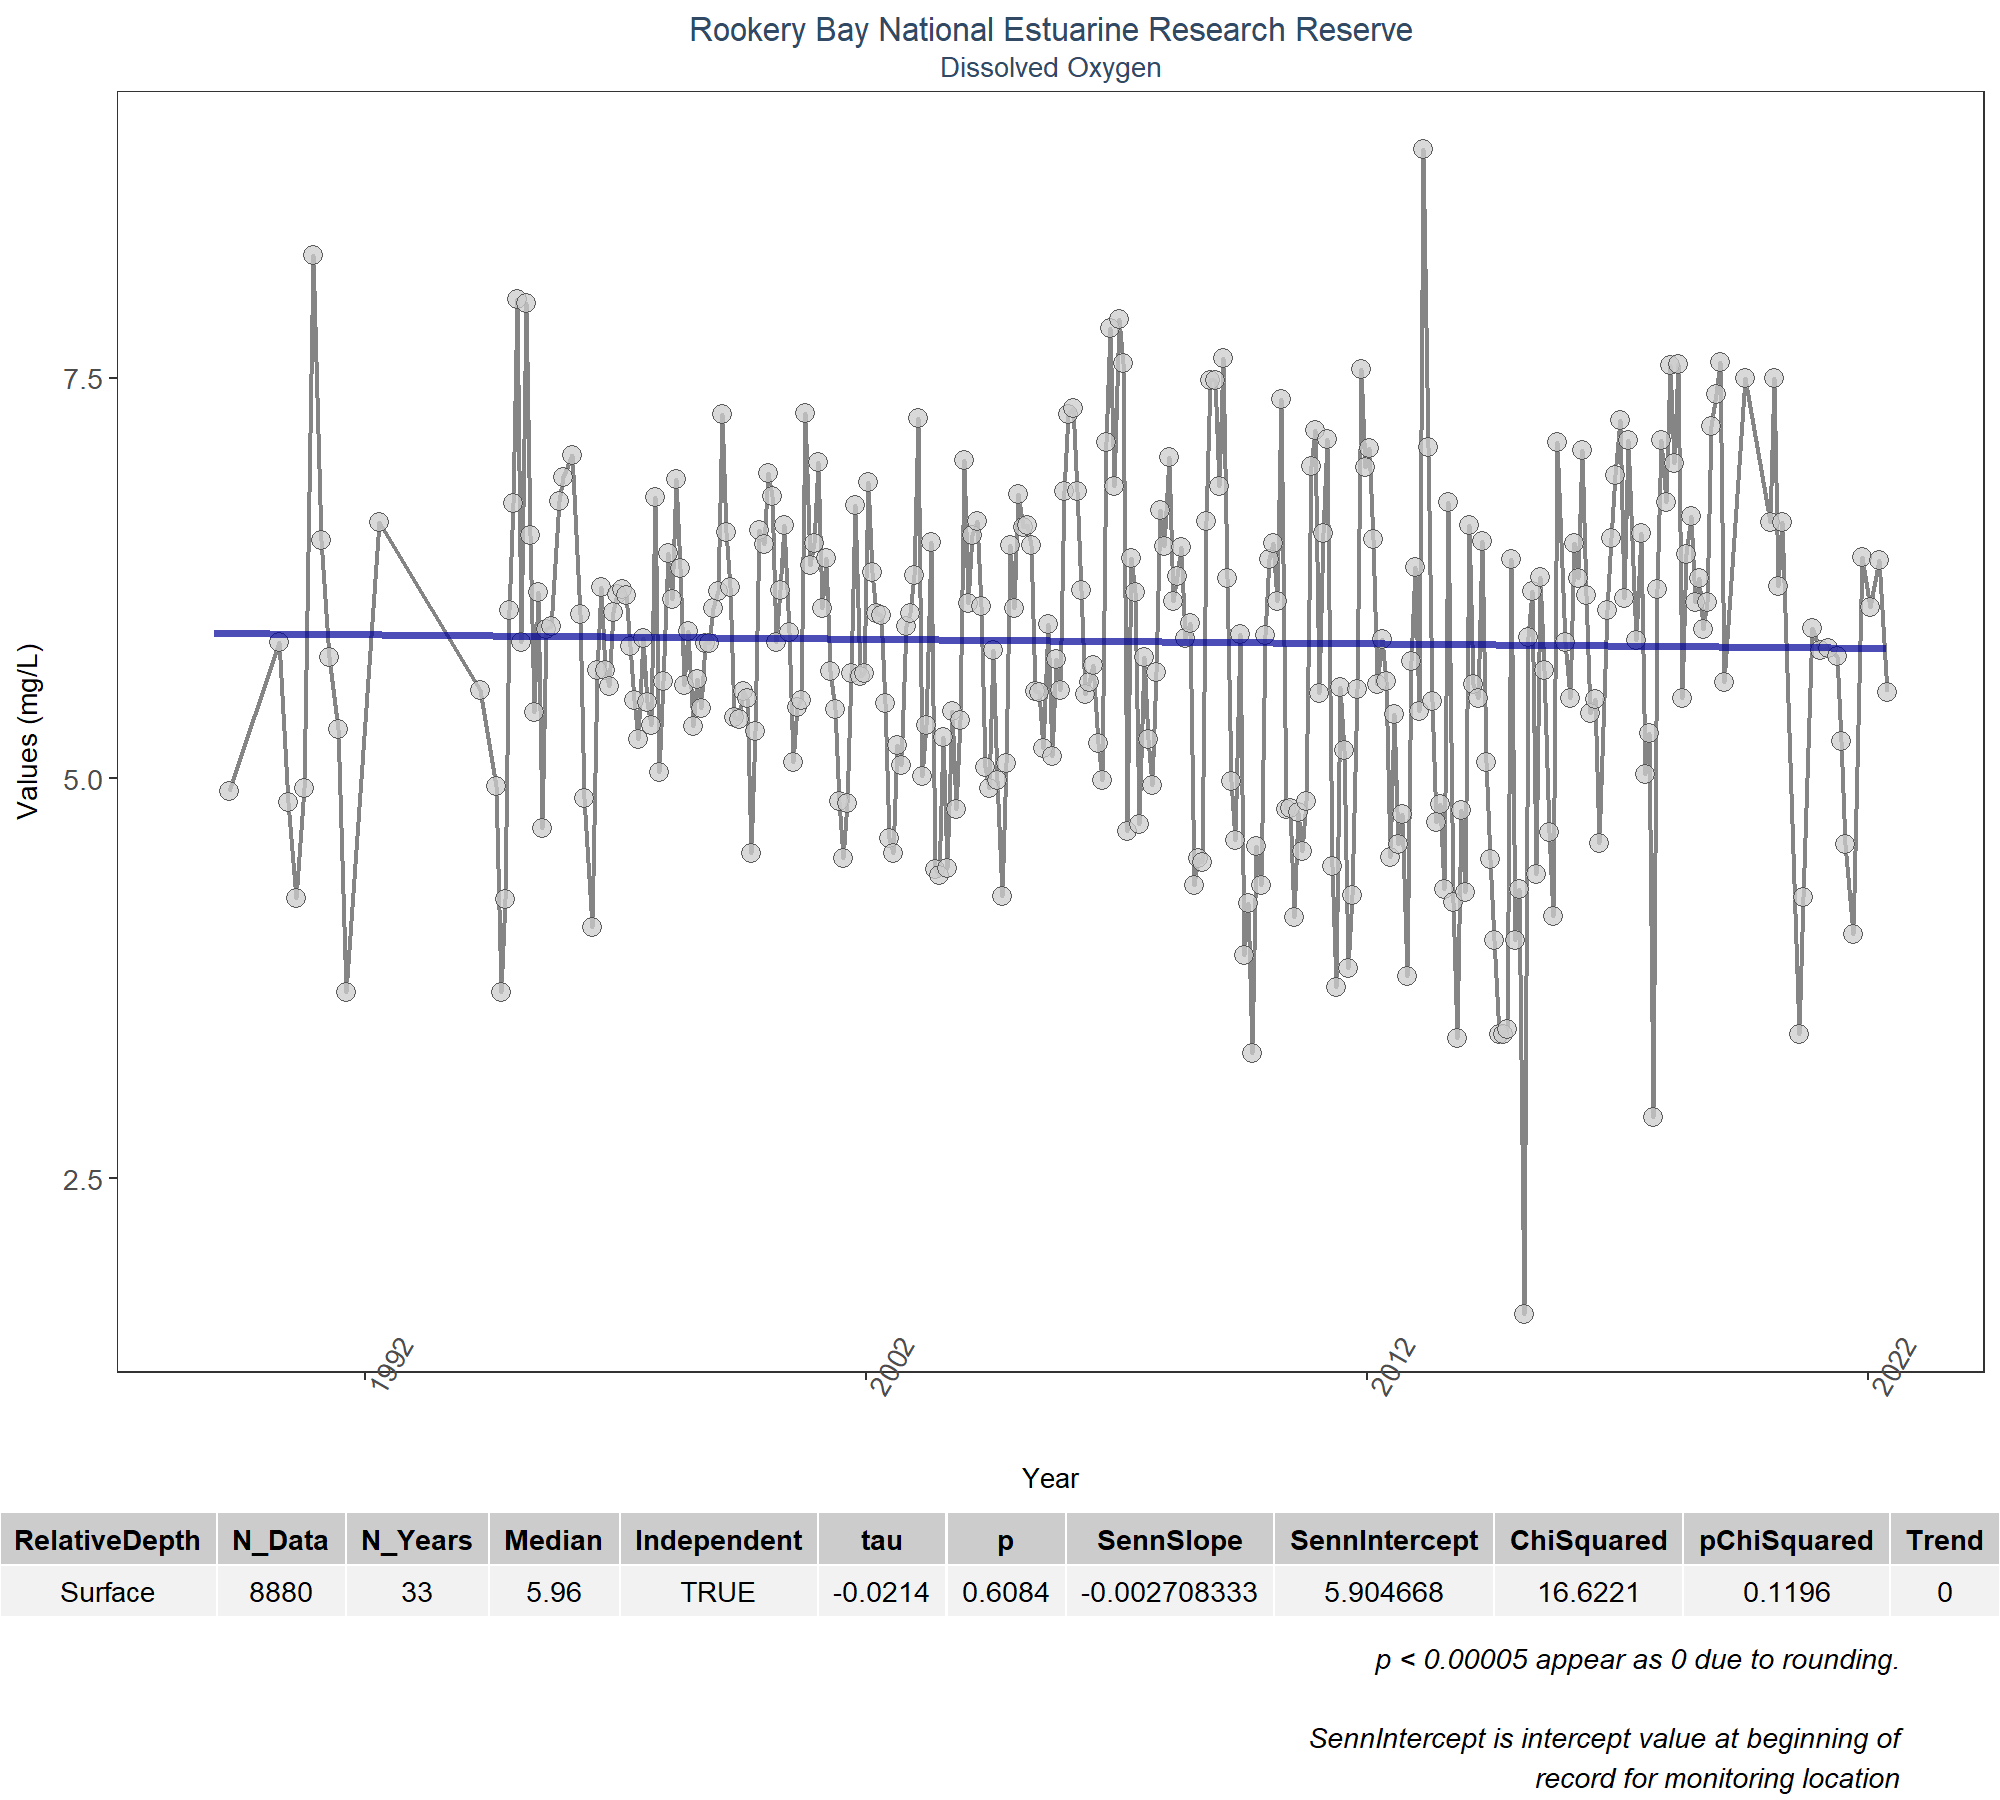 Rookery Bay National Estuarine Research Reserve
Dissolved Oxygen
Values (mg/L)
7.5
5.0
2.5
1992
2002
2012
2022
Year
RelativeDepth N_Data N_Years Median Independent tau p SennSlope SennIntercept ChiSquared pChiSquared Trend
Surface 8880 33 5.96 TRUE -0.0214 0.6084 -0.002708333 5.904668 16.6221 0.1196 0
p < 0.00005 appear as 0 due to rounding.
SennIntercept is intercept value at beginning of
record for monitoring location